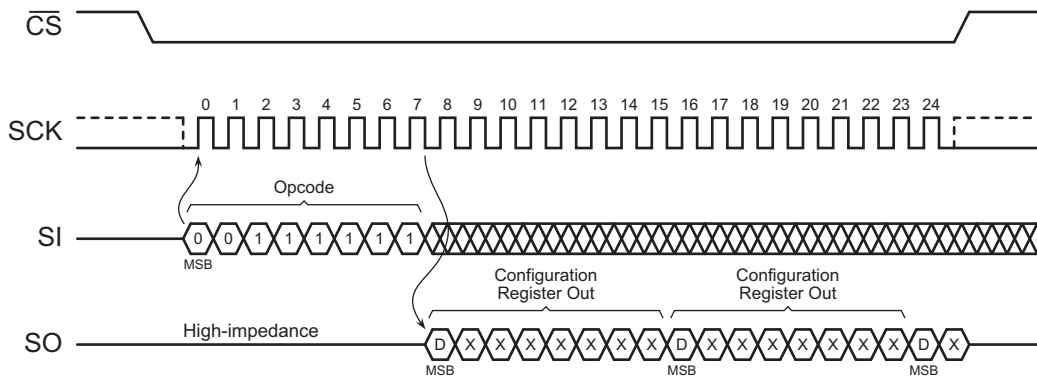 CS
0 1 2 3 4 5 6 7 8 9 10 11 12 13 14 15 16 17 18 19 20 21 22 23 24
SCK
Opcode
SI
0 0 1 1 1 1 1 1
MSB
Configuration
Register Out
Configuration
Register Out
SO
High-impedance
D X X X X X X X D X X X X X X X D X
MSB MSB MSB